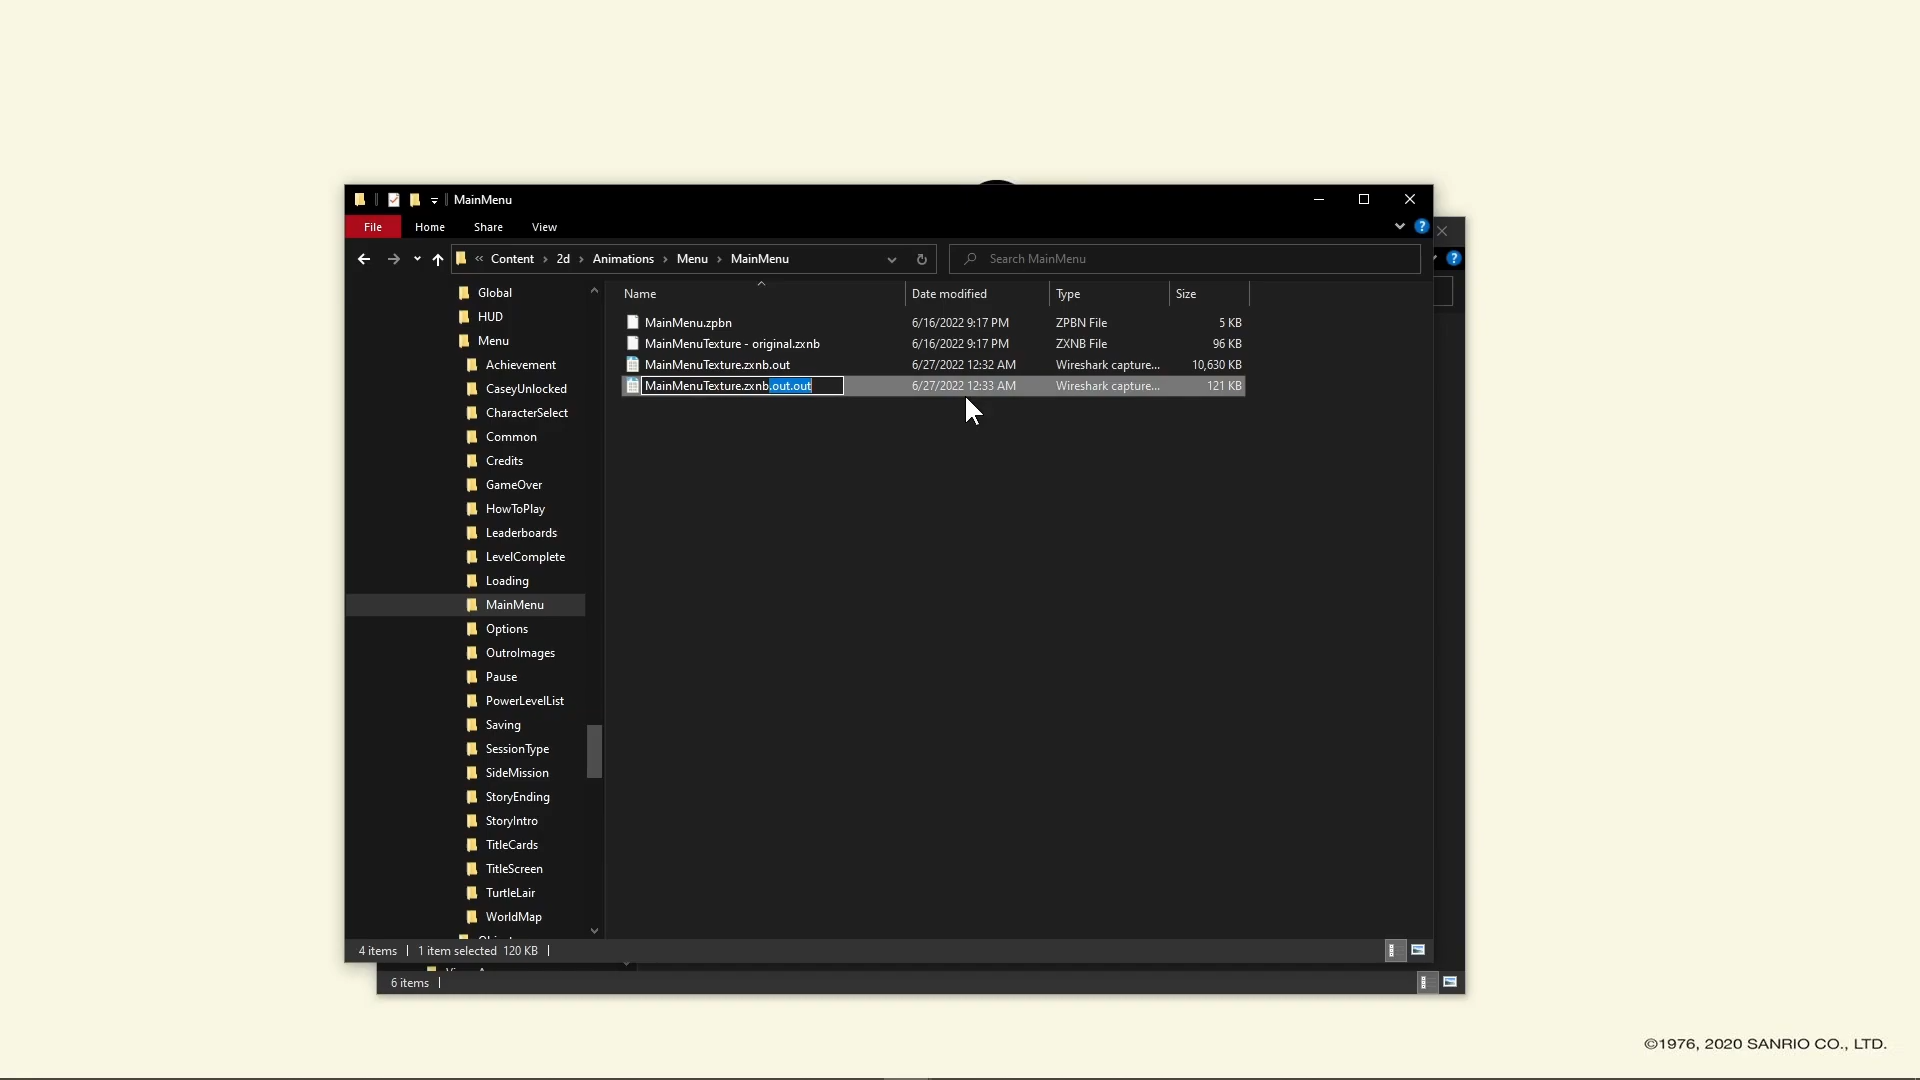 MainMenu
File Home Share View
« Content › 2d › Animations › Menu › MainMenu
Search MainMenu
Name Date modified Type Size
MainMenu.zpbn 6/16/2022 9:17 PM ZPBN File 5 KB
MainMenuTexture - original.zxnb 6/16/2022 9:17 PM ZXNB File 96 KB
MainMenuTexture.zxnb.out 6/27/2022 12:32 AM Wireshark capture... 10,630 KB
MainMenuTexture.zxnb.out.out 6/27/2022 12:33 AM Wireshark capture... 121 KB
Global
HUD
Menu
Achievement
CaseyUnlocked
CharacterSelect
Common
Credits
GameOver
HowToPlay
Leaderboards
LevelComplete
Loading
MainMenu
Options
OutroImages
Pause
PowerLevelList
Saving
SessionType
SideMission
StoryEnding
StoryIntro
TitleCards
TitleScreen
TurtleLair
WorldMap
4 items | 1 item selected 120 KB |
6 items |
©1976, 2020 SANRIO CO., LTD.